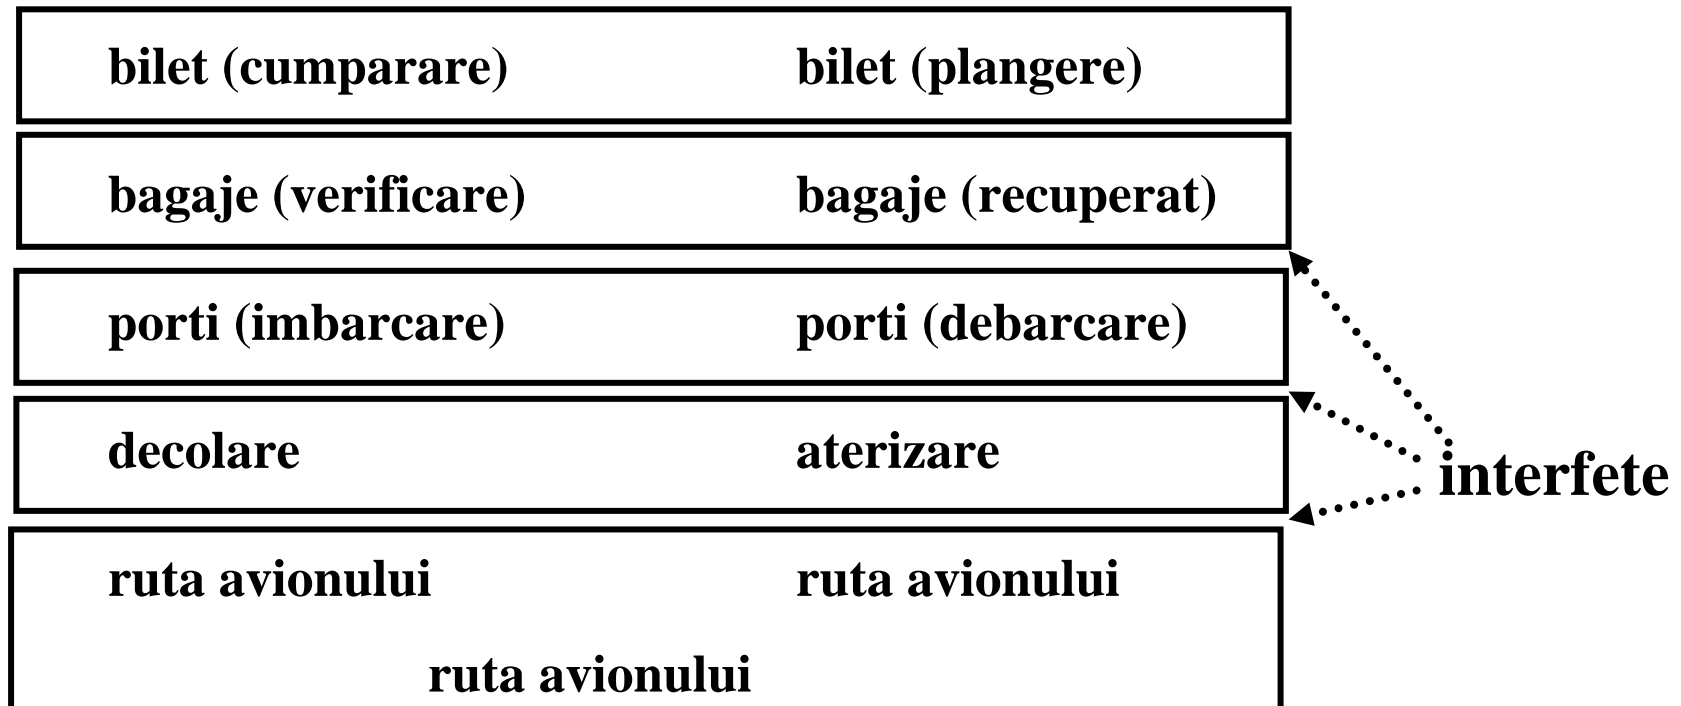 bilet (cumparare) bilet (plangere)
bagaje (verificare) bagaje (recuperat)
porti (imbarcare) porti (debarcare)
decolare aterizare
interfete
ruta avionului ruta avionului
ruta avionului